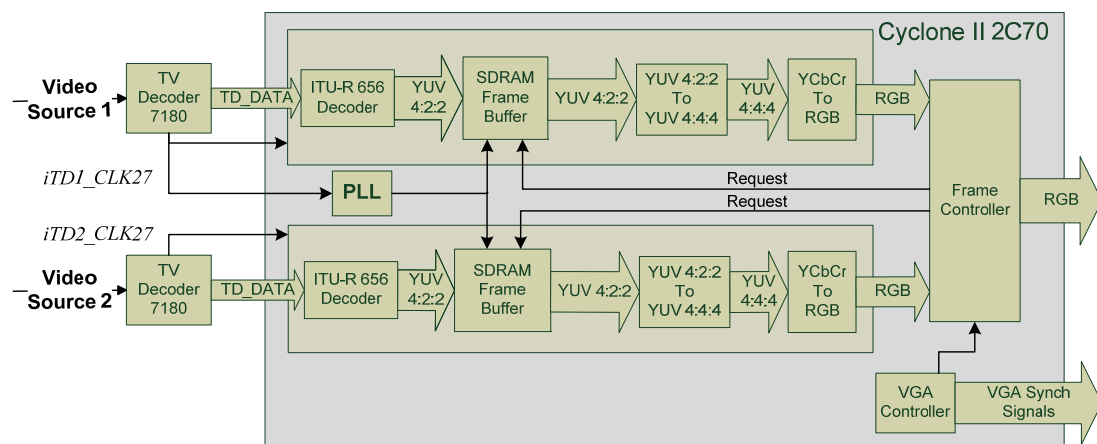 Cyclone II 2C70
Video
Source 1
TV
Decoder
7180
TD_DATA
ITU-R 656
Decoder
YUV
4:2:2
SDRAM
Frame
Buffer
YUV 4:2:2
YUV 4:2:2
To
YUV 4:4:4
YUV
4:4:4
YCbCr
To
RGB
RGB
iTD1_CLK27
PLL
Request
Request
Frame
Controller
RGB
iTD2_CLK27
Video
Source 2
TV
Decoder
7180
TD_DATA
ITU-R 656
Decoder
YUV
4:2:2
SDRAM
Frame
Buffer
YUV 4:2:2
YUV 4:2:2
To
YUV 4:4:4
YUV
4:4:4
YCbCr
To
RGB
RGB
VGA
Controller
VGA Synch
Signals